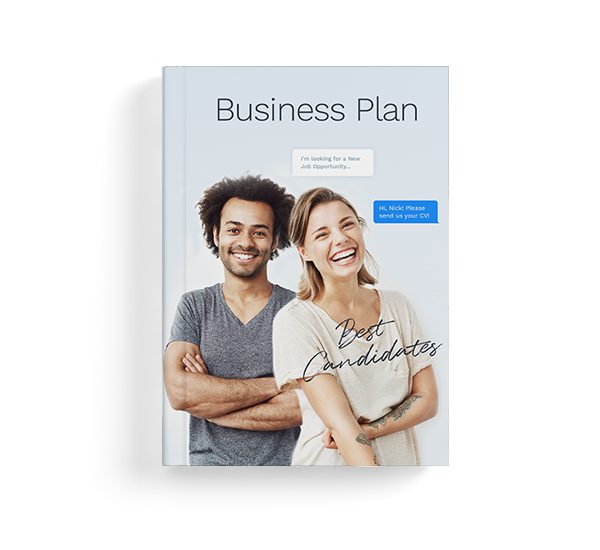 Business Plan
I'm looking for a New
Job Opportunity...
Hi, Nick! Please
send us your CV!
Best
Candidates